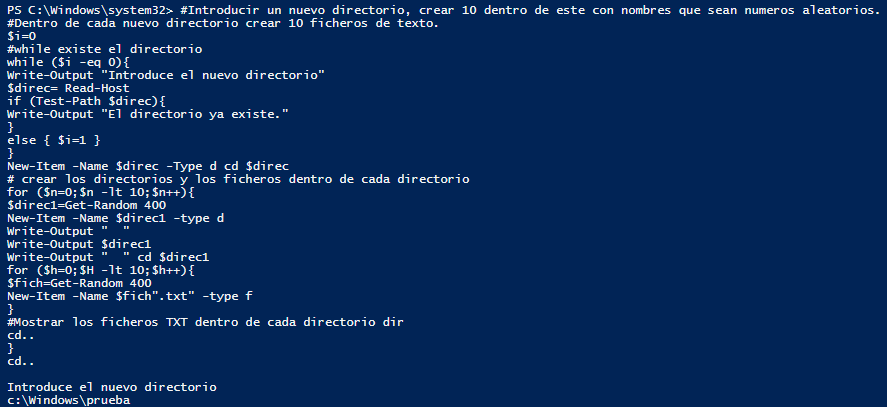 PS C:\Windows\system32> #Introducir un nuevo directorio, crear 10 dentro de este con nombres que sean numeros aleatorios.
#Dentro de cada nuevo directorio crear 10 ficheros de texto.
$i=0
#while existe el directorio
while ($i -eq 0){
Write-Output "Introduce el nuevo directorio"
$direc= Read-Host
if (Test-Path $direc){
Write-Output "El directorio ya existe."
}
else { $i=1 }
}
New-Item -Name $direc -Type d cd $direc
# crear los directorios y los ficheros dentro de cada directorio
for ($n=0;$n -lt 10;$n++){
$direc1=Get-Random 400
New-Item -Name $direc1 -type d
Write-Output "  "
Write-Output $direc1
Write-Output "  " cd $direc1
for ($h=0;$H -lt 10;$h++){
$fich=Get-Random 400
New-Item -Name $fich".txt" -type f
}
#Mostrar los ficheros TXT dentro de cada directorio dir
cd..
}
cd..

Introduce el nuevo directorio
c:\Windows\prueba